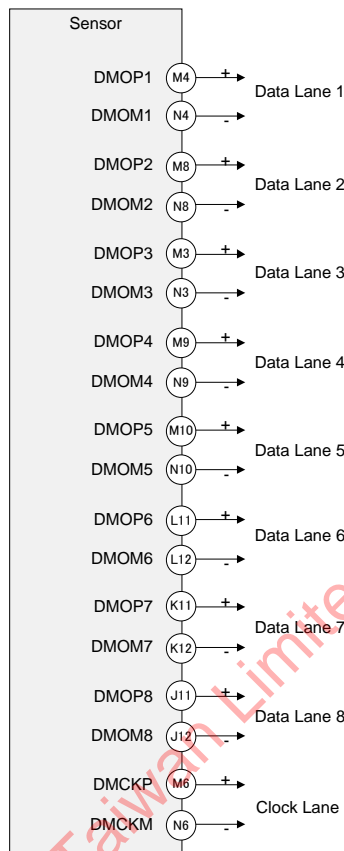 Sensor
DMOP1 M4 + Data Lane 1
DMOM1 N4 -
DMOP2 M8 + Data Lane 2
DMOM2 N8 -
DMOP3 M3 + Data Lane 3
DMOM3 N3 -
DMOP4 M9 + Data Lane 4
DMOM4 N9 -
DMOP5 M10 + Data Lane 5
DMOM5 N10 -
DMOP6 L11 + Data Lane 6
DMOM6 L12 -
DMOP7 K11 + Data Lane 7
DMOM7 K12 -
DMOP8 J11 + Data Lane 8
DMOM8 J12 -
DMCKP M6 + Clock Lane
DMCKM N6 -
Taiwan Limite